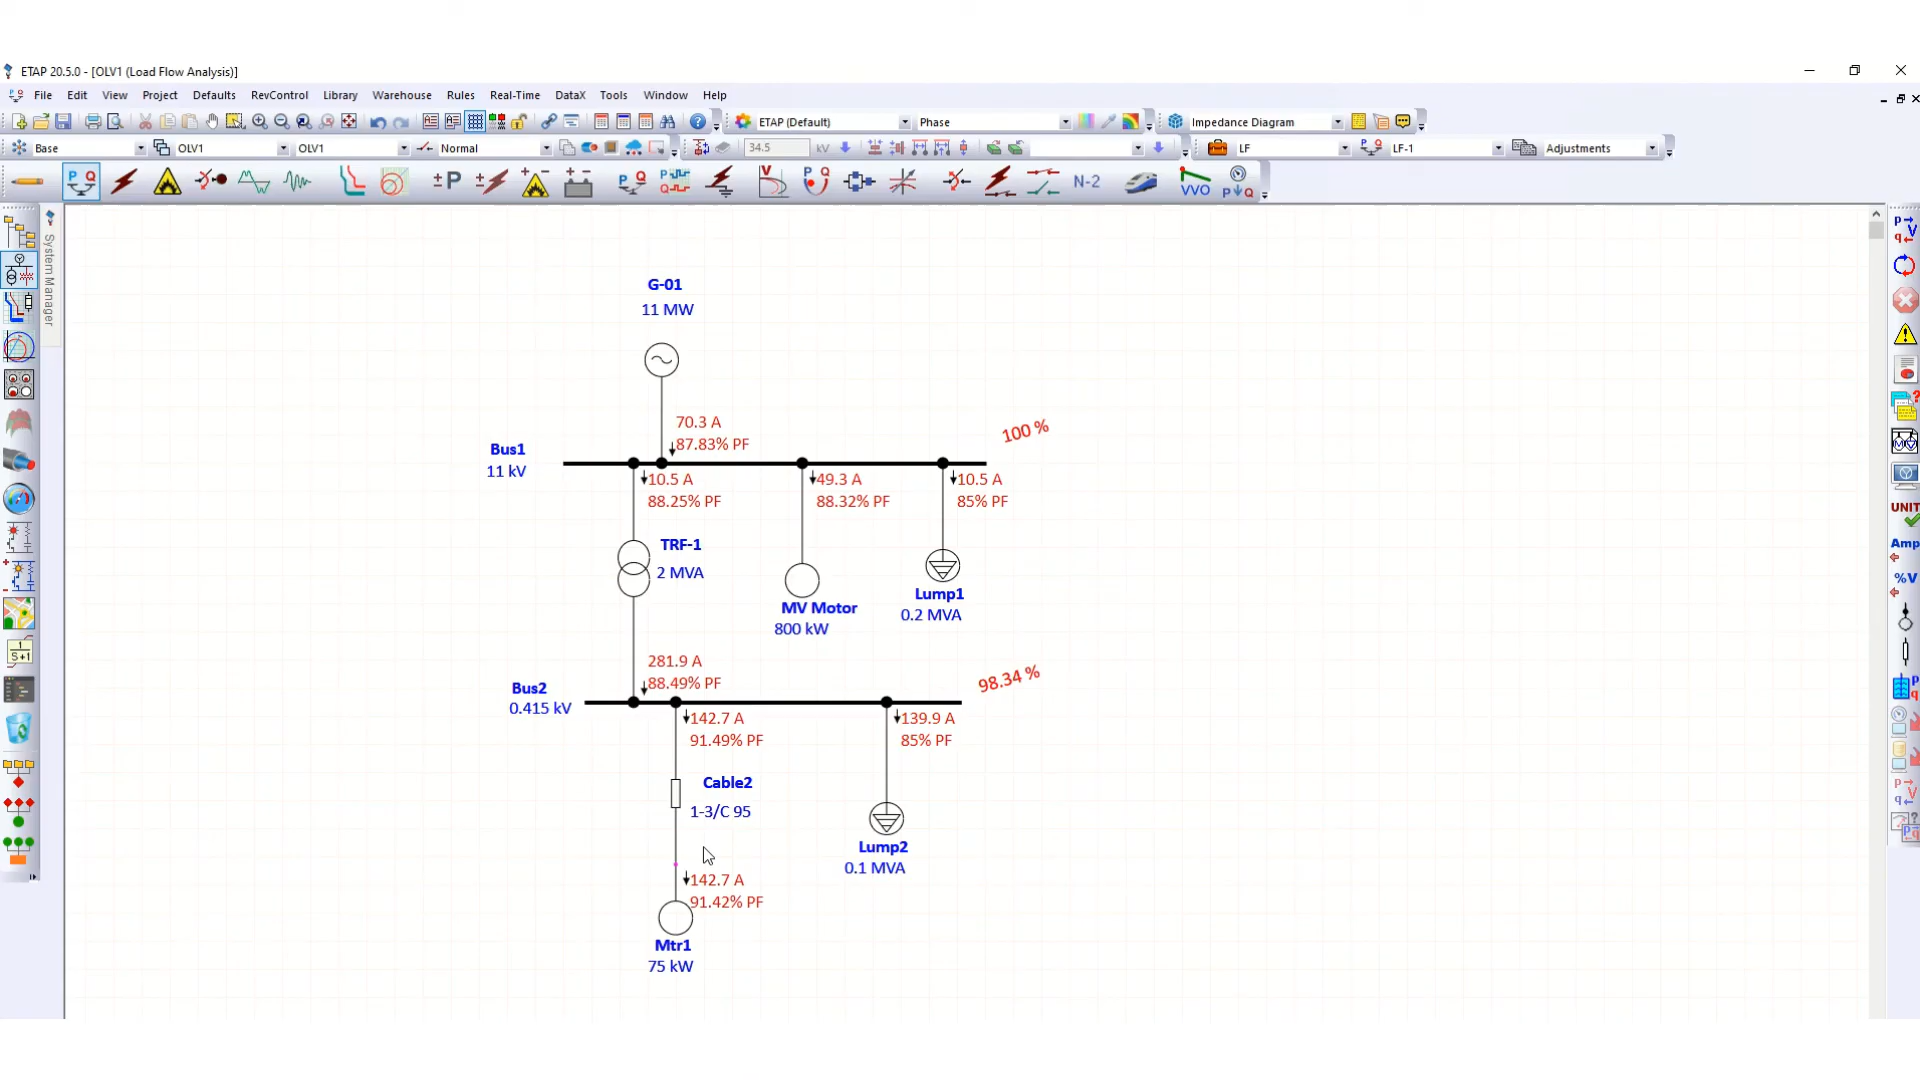 ETAP 20.5.0 - [OLV1 (Load Flow Analysis)]
File Edit View Project Defaults RevControl Library Warehouse Rules Real-Time DataX Tools Window Help
ETAP (Default) Phase Impedance Diagram
Base OLV1 OLV1 Normal 34.5 kV LF LF-1 Adjustments
P Q ±P P Q V P Q N-2 VVO P Q
System Manager
G-01
11 MW
70.3 A
87.83% PF
100 %
Bus1
11 kV
10.5 A
88.25% PF
49.3 A
88.32% PF
10.5 A
85% PF
TRF-1
2 MVA
MV Motor
800 kW
Lump1
0.2 MVA
281.9 A
88.49% PF
98.34 %
Bus2
0.415 kV
142.7 A
91.49% PF
139.9 A
85% PF
Cable2
1-3/C 95
Lump2
0.1 MVA
142.7 A
91.42% PF
Mtr1
75 kW
1
S+1
UNIT
Amp
%V